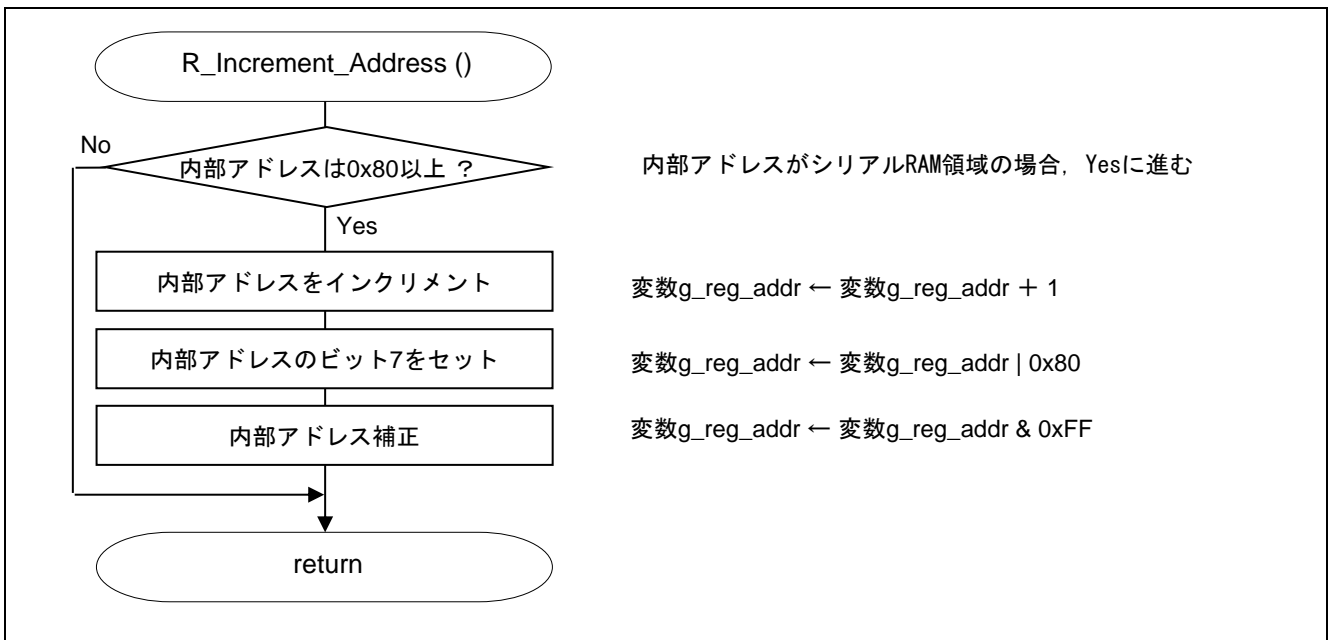 R_Increment_Address ()
No
内部アドレスは0x80以上 ?
内部アドレスがシリアルRAM領域の場合, Yesに進む
Yes
内部アドレスをインクリメント
変数g_reg_addr ← 変数g_reg_addr + 1
内部アドレスのビット7をセット
変数g_reg_addr ← 変数g_reg_addr | 0x80
内部アドレス補正
変数g_reg_addr ← 変数g_reg_addr & 0xFF
return